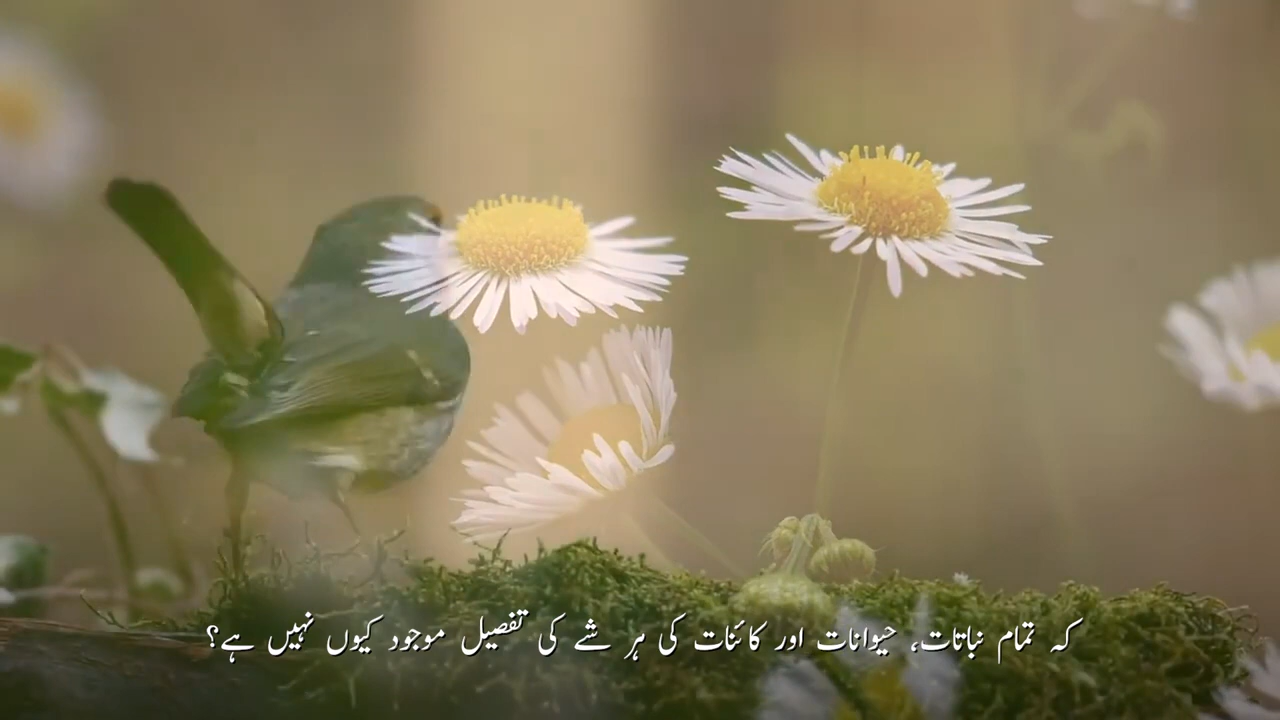 کہ تمام نباتات، حیوانات اور کائنات کی ہر شے کی تفصیل موجود کیوں نہیں ہے؟